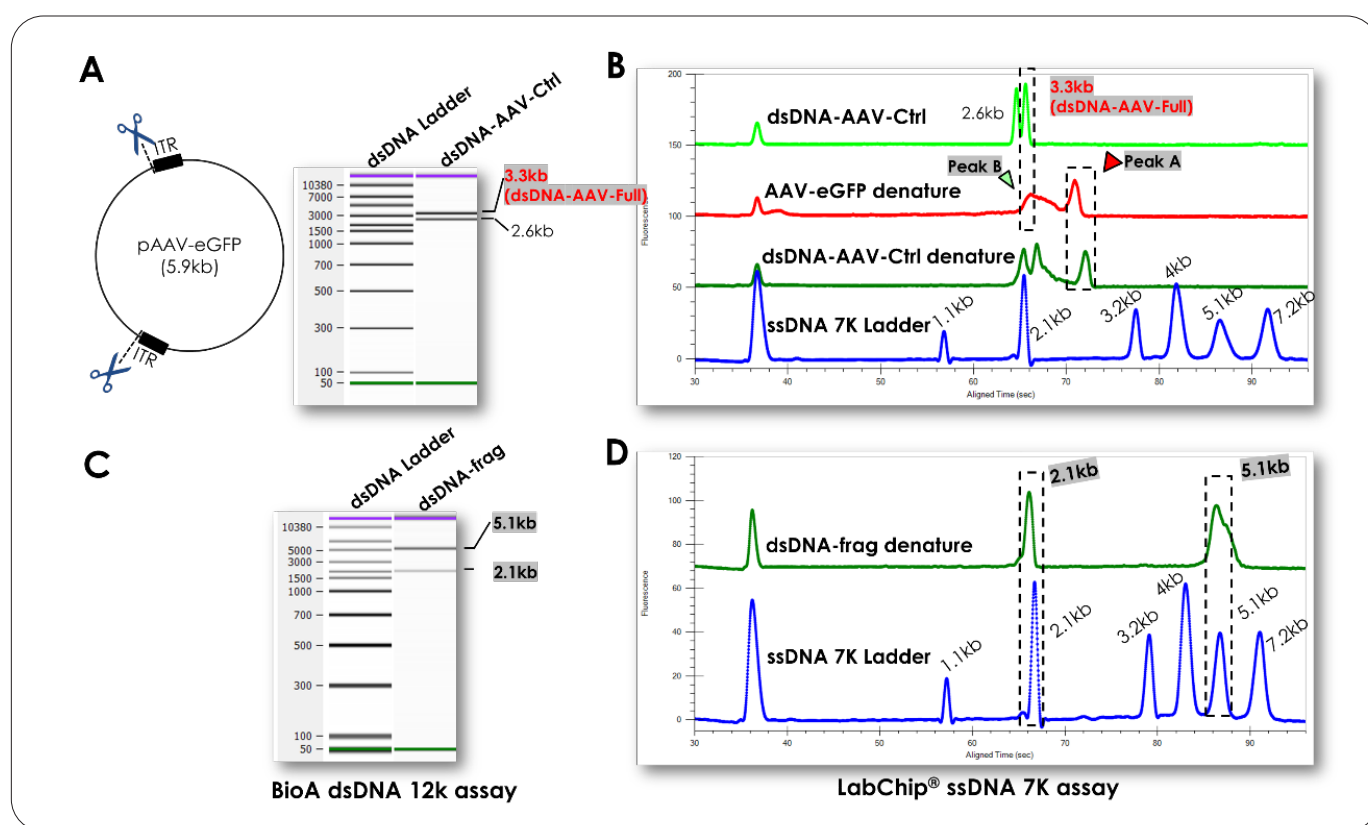 A
ITR
pAAV-eGFP
(5.9kb)
ITR
dsDNA Ladder
dsDNA-AAV-Ctrl
10380
7000
3000
1500
1000
700
500
300
100
50
3.3kb
(dsDNA-AAV-Full)
2.6kb
B
200
150
100
50
0
Fluorescence
dsDNA-AAV-Ctrl
2.6kb
3.3kb
(dsDNA-AAV-Full)
Peak B
Peak A
AAV-eGFP denature
dsDNA-AAV-Ctrl denature
ssDNA 7K Ladder
1.1kb
2.1kb
3.2kb
4kb
5.1kb
7.2kb
30
40
50
60
70
80
90
Aligned Time (sec)
C
dsDNA Ladder
dsDNA-frag
10380
5000
3000
1500
1000
700
500
300
100
50
5.1kb
2.1kb
BioA dsDNA 12k assay
D
120
100
80
60
40
20
0
Fluorescence
2.1kb
5.1kb
dsDNA-frag denature
ssDNA 7K Ladder
1.1kb
2.1kb
3.2kb
4kb
5.1kb
7.2kb
30
40
50
60
70
80
90
Aligned Time (sec)
LabChip® ssDNA 7K assay